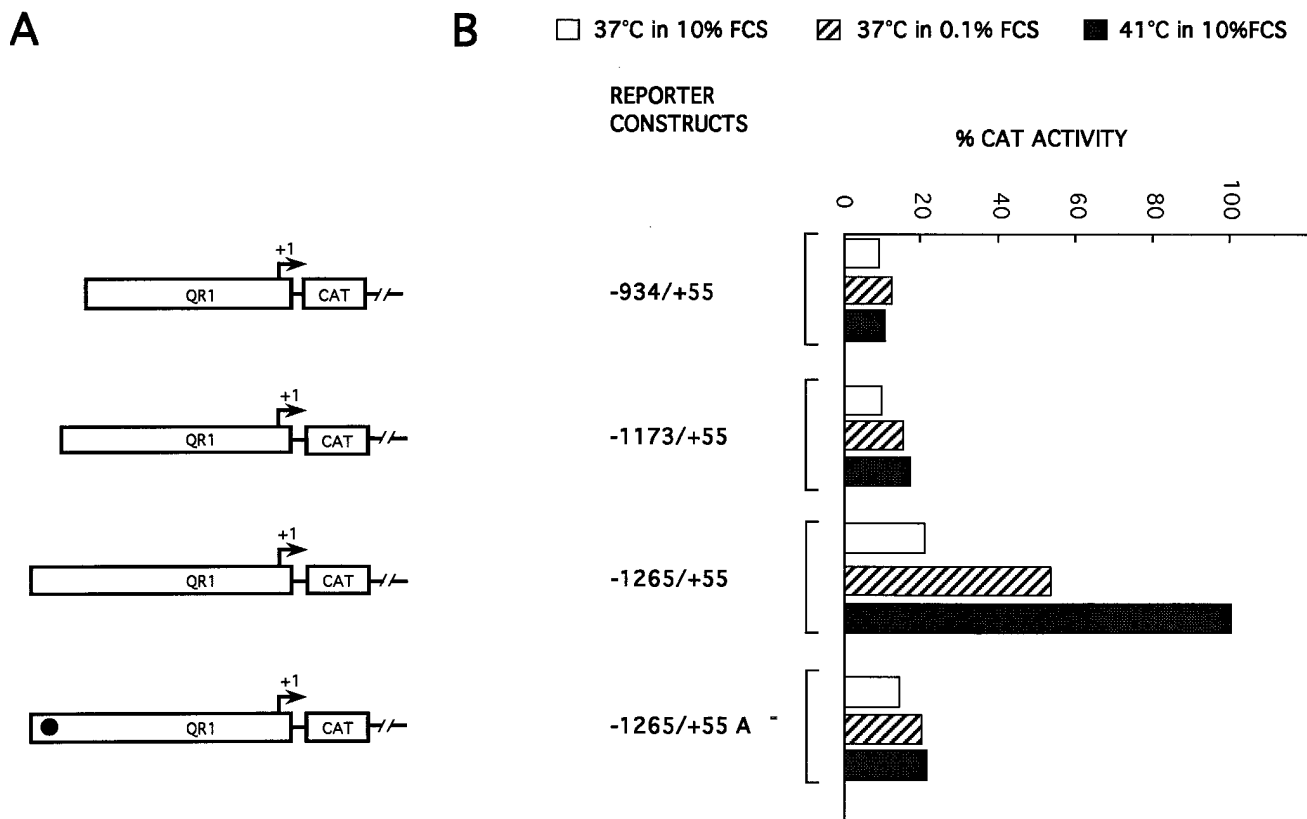 A
B
37°C in 10% FCS
37°C in 0.1% FCS
41°C in 10%FCS
REPORTER
CONSTRUCTS
% CAT ACTIVITY
0
20
40
60
80
100
+1
QR1
CAT
-934/+55
+1
QR1
CAT
-1173/+55
+1
QR1
CAT
-1265/+55
+1
QR1
CAT
-1265/+55 A -